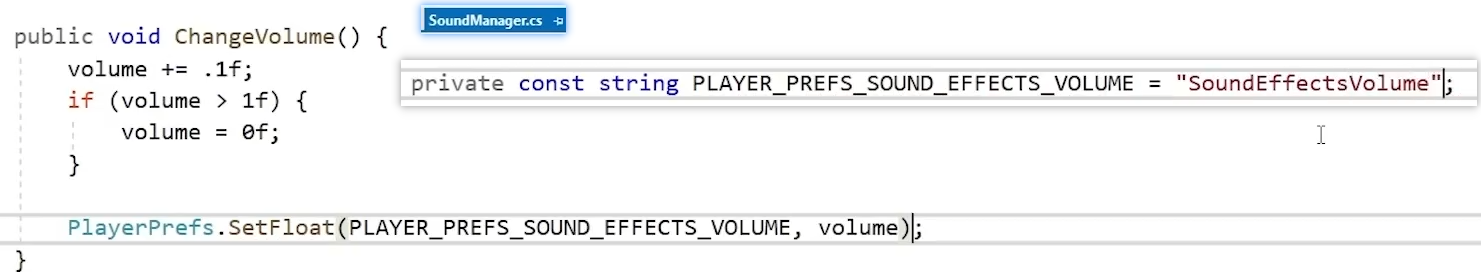 SoundManager.cs
public void ChangeVolume() {
volume += .1f;
private const string PLAYER_PREFS_SOUND_EFFECTS_VOLUME = "SoundEffectsVolume";
if (volume > 1f) {
volume = 0f;
}
PlayerPrefs.SetFloat(PLAYER_PREFS_SOUND_EFFECTS_VOLUME, volume);
}